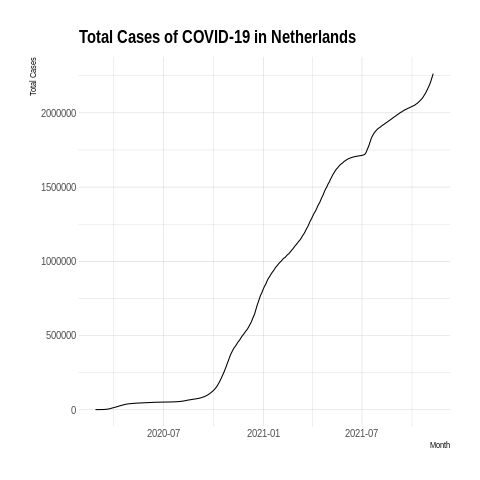 Total Cases of COVID-19 in Netherlands
Total Cases
2000000
1500000
1000000
500000
0
2020-07 2021-01 2021-07
Month